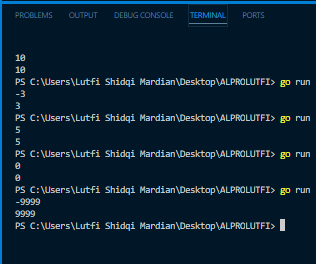 PROBLEMS OUTPUT DEBUG CONSOLE TERMINAL PORTS
10
10
PS C:\Users\Lutfi Shidqi Mardian\Desktop\ALPROLUTFI> go run
-3
3
PS C:\Users\Lutfi Shidqi Mardian\Desktop\ALPROLUTFI> go run
5
5
PS C:\Users\Lutfi Shidqi Mardian\Desktop\ALPROLUTFI> go run
0
0
PS C:\Users\Lutfi Shidqi Mardian\Desktop\ALPROLUTFI> go run
-9999
9999
PS C:\Users\Lutfi Shidqi Mardian\Desktop\ALPROLUTFI>